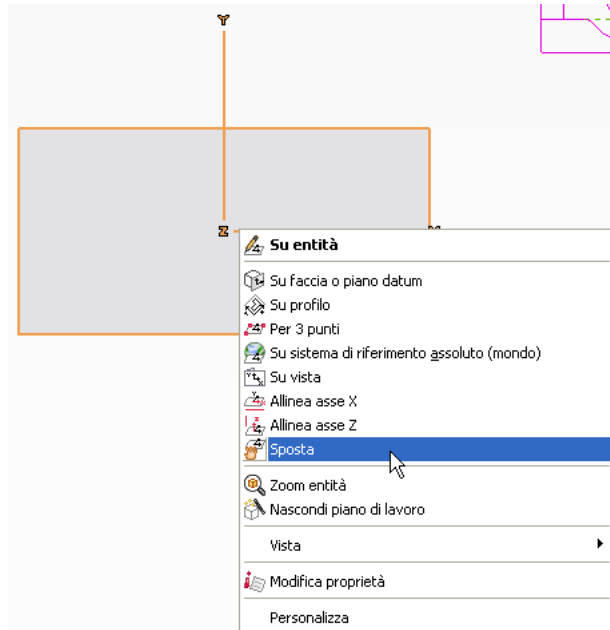 Y
Z
Su entità
Su faccia o piano datum
Su profilo
Per 3 punti
Su sistema di riferimento assoluto (mondo)
Su vista
Allinea asse X
Allinea asse Z
Sposta
Zoom entità
Nascondi piano di lavoro
Vista
Modifica proprietà
Personalizza